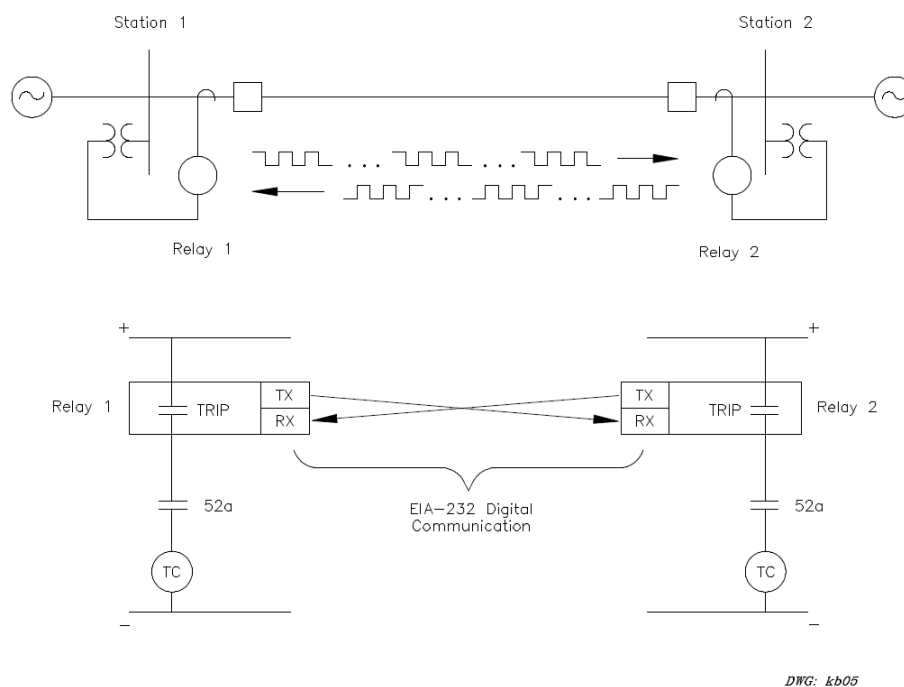 Station 1
Station 2
Relay 1
Relay 2
+
+
Relay 1
TRIP
TX
RX
TX
RX
TRIP
Relay 2
52a
EIA-232 Digital
Communication
52a
TC
TC
–
–
DWG: kb05